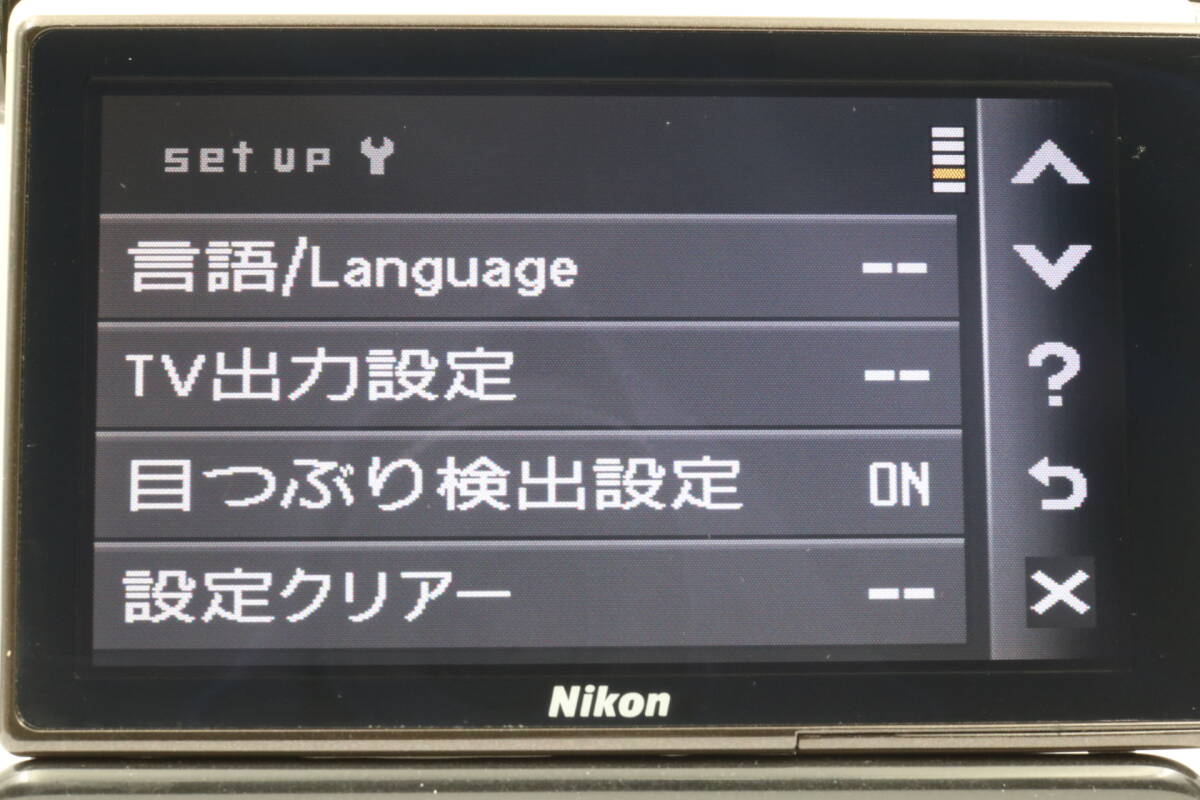 set up
言語/Language --
TV出力設定 --
目つぶり検出設定 ON
設定クリアー --
?
Nikon